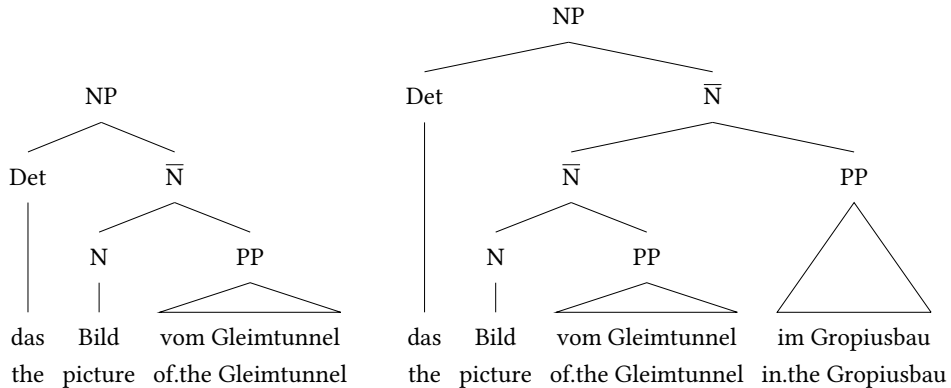 NP
NP
Det
N̅
Det
N̅
N̅
PP
N
PP
N
PP
das Bild vom Gleimtunnel
the picture of.the Gleimtunnel
das Bild vom Gleimtunnel im Gropiusbau
the picture of.the Gleimtunnel in.the Gropiusbau